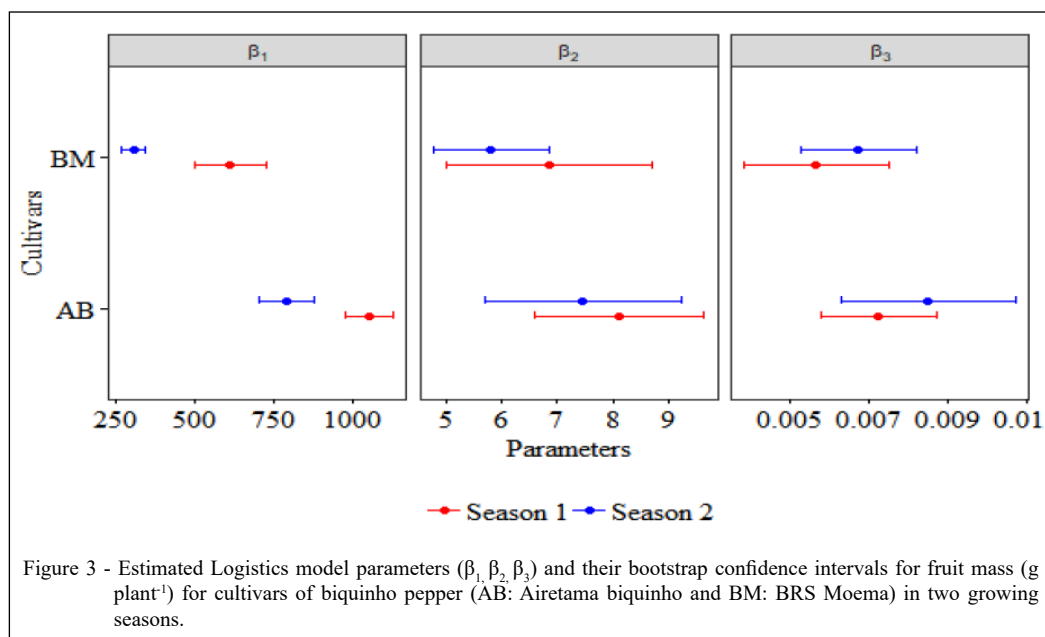 β₁ β₂ β₃
BM
AB
Cultivars
250 500 750 1000 5 6 7 8 9 0.005 0.007 0.009 0.01
Parameters
Season 1 Season 2
Figure 3 - Estimated Logistics model parameters (β₁, β₂, β₃) and their bootstrap confidence intervals for fruit mass (g
plant⁻¹) for cultivars of biquinho pepper (AB: Airetama biquinho and BM: BRS Moema) in two growing
seasons.